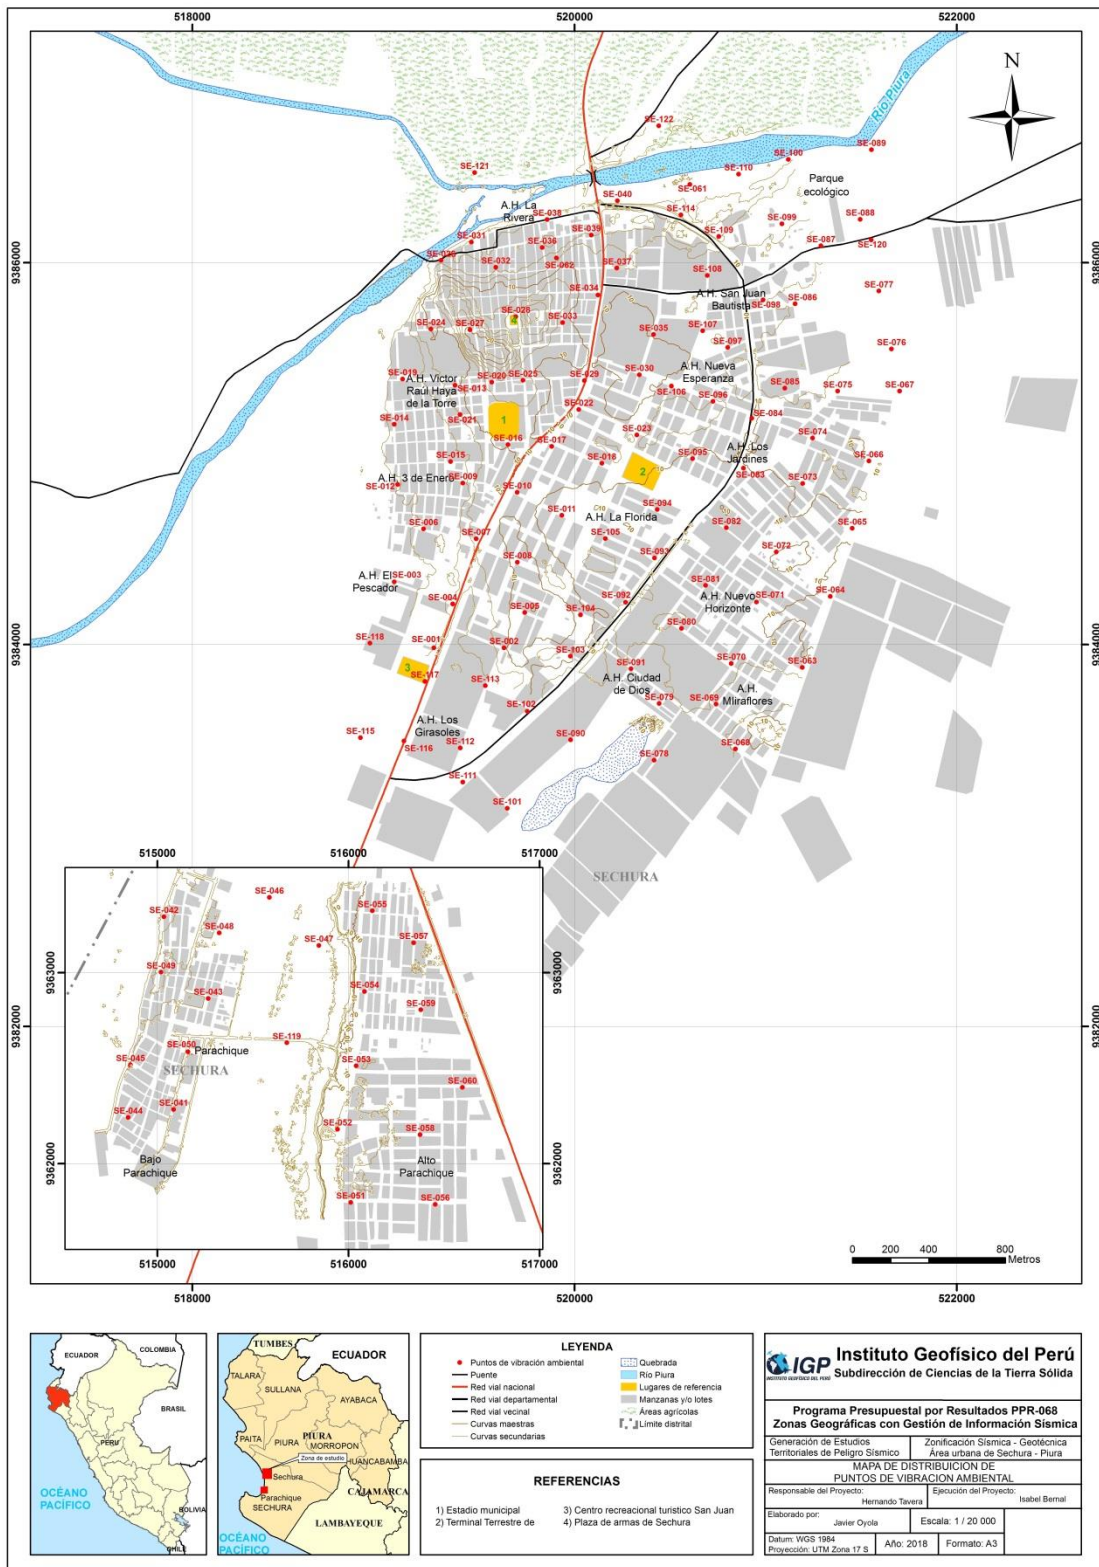 518000
520000
522000
N
Río Piura
SE-122
SE-089
SE-100
SE-121
SE-110
SE-061
Parque
ecológico
SE-040
A.H. La
Rivera
SE-038
SE-114
SE-099
SE-088
SE-031
SE-039
SE-109
SE-036
SE-087
SE-120
9386000
9386000
SE-032
SE-062
SE-037
SE-108
SE-034
A.H. San Juan
Bautista
SE-098
SE-086
SE-077
SE-028
4
SE-033
SE-024
SE-027
SE-035
SE-107
SE-097
SE-076
A.H. Nueva
Esperanza
SE-019
A.H. Victor
Raúl Haya
de la Torre
SE-013
SE-020
SE-025
SE-029
SE-030
SE-106
SE-096
SE-085
SE-075
SE-067
SE-014
SE-021
1
SE-022
SE-084
SE-016
SE-017
SE-023
SE-074
A.H. Los
Jardines
SE-015
SE-018
2
SE-095
SE-083
SE-066
A.H. 3 de Enero
SE-012
SE-009
SE-073
SE-010
SE-094
SE-011
A.H. La Florida
SE-006
SE-007
SE-105
SE-082
SE-065
SE-093
SE-072
SE-008
A.H. El
Pescador
SE-003
SE-081
SE-092
A.H. Nuevo
Horizonte
SE-071
SE-064
SE-004
SE-005
SE-104
SE-080
SE-118
SE-001
SE-002
9384000
9384000
SE-103
SE-091
SE-070
SE-063
3
SE-117
SE-113
A.H. Ciudad
de Dios
SE-079
SE-069
A.H.
Miraflores
SE-102
A.H. Los
Girasoles
SE-115
SE-116
SE-112
SE-090
SE-068
SE-078
SE-111
SE-101
SECHURA
515000
516000
517000
SE-046
SE-042
SE-048
SE-055
SE-047
SE-057
SE-049
9363000
9363000
SE-043
SE-054
SE-059
9382000
9382000
SE-119
SE-050
Parachique
SE-045
SECHURA
SE-053
SE-060
SE-044
SE-041
SE-052
SE-058
9362000
9362000
Bajo
Parachique
Alto
Parachique
SE-051
SE-056
515000
516000
517000
0 200 400 800
Metros
518000
520000
522000
ECUADOR
COLOMBIA
BRASIL
PERU
OCÉANO
PACÍFICO
BOLIVIA
CHILE
TUMBES
ECUADOR
TALARA
SULLANA
AYABACA
PAITA
PIURA
PIURA
MORROPON
Zona de estudio
HUANCABAMBA
Sechura
Parachique
SECHURA
CAJAMARCA
LAMBAYEQUE
OCÉANO
PACÍFICO
LEYENDA
Puntos de vibración ambiental
Puente
Red vial nacional
Red vial departamental
Red vial vecinal
Curvas maestras
Curvas secundarias
Quebrada
Río Piura
Lugares de referencia
Manzanas y/o lotes
Áreas agrícolas
Límite distrital
REFERENCIAS
1) Estadio municipal
2) Terminal Terrestre de
3) Centro recreacional turistico San Juan
4) Plaza de armas de Sechura
IGP
INSTITUTO GEOFÍSICO DEL PERÚ
Instituto Geofísico del Perú
Subdirección de Ciencias de la Tierra Sólida
Programa Presupuestal por Resultados PPR-068
Zonas Geográficas con Gestión de Información Sísmica
Generación de Estudios
Territoriales de Peligro Sísmico
Zonificación Sísmica - Geotécnica
Área urbana de Sechura - Piura
MAPA DE DISTRIBUICION DE
PUNTOS DE VIBRACION AMBIENTAL
Responsable del Proyecto:
Hernando Tavera
Ejecución del Proyecto:
Isabel Bernal
Elaborado por:
Javier Oyola
Escala: 1 / 20 000
Datum: WGS 1984
Proyección: UTM Zona 17 S
Año: 2018
Formato: A3